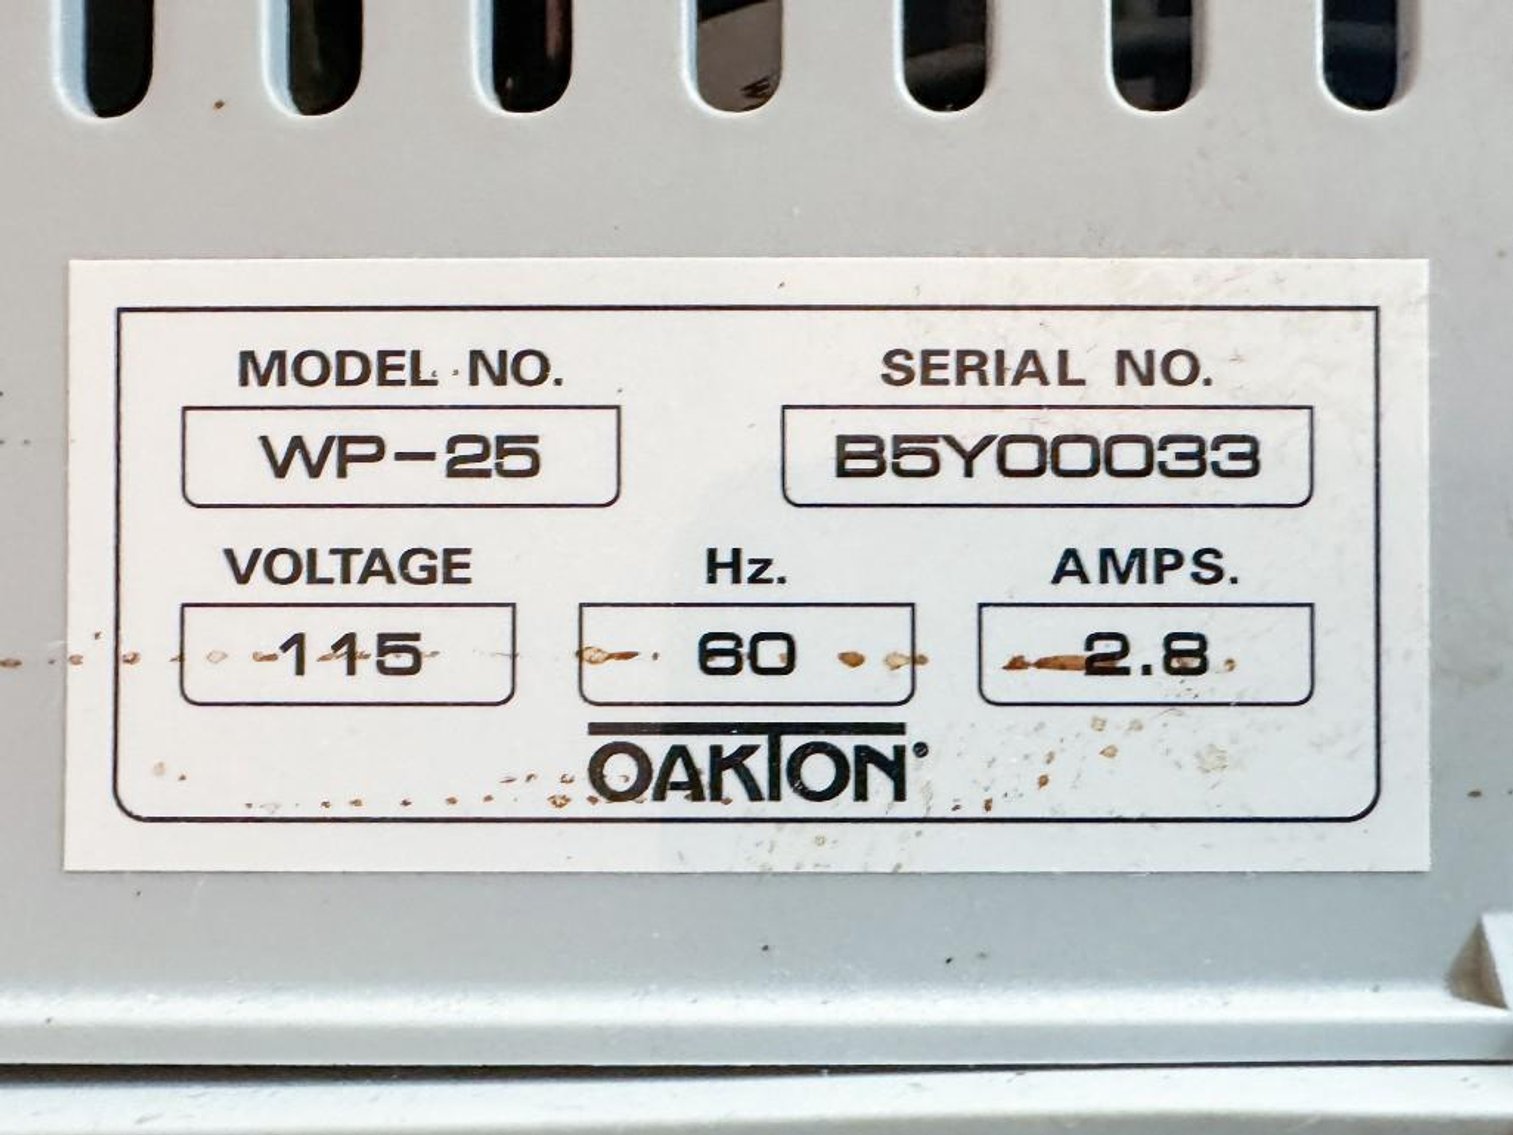 MODEL NO. SERIAL NO.
WP-25 B5Y00033
VOLTAGE Hz. AMPS.
115 60 2.8
OAKTON®